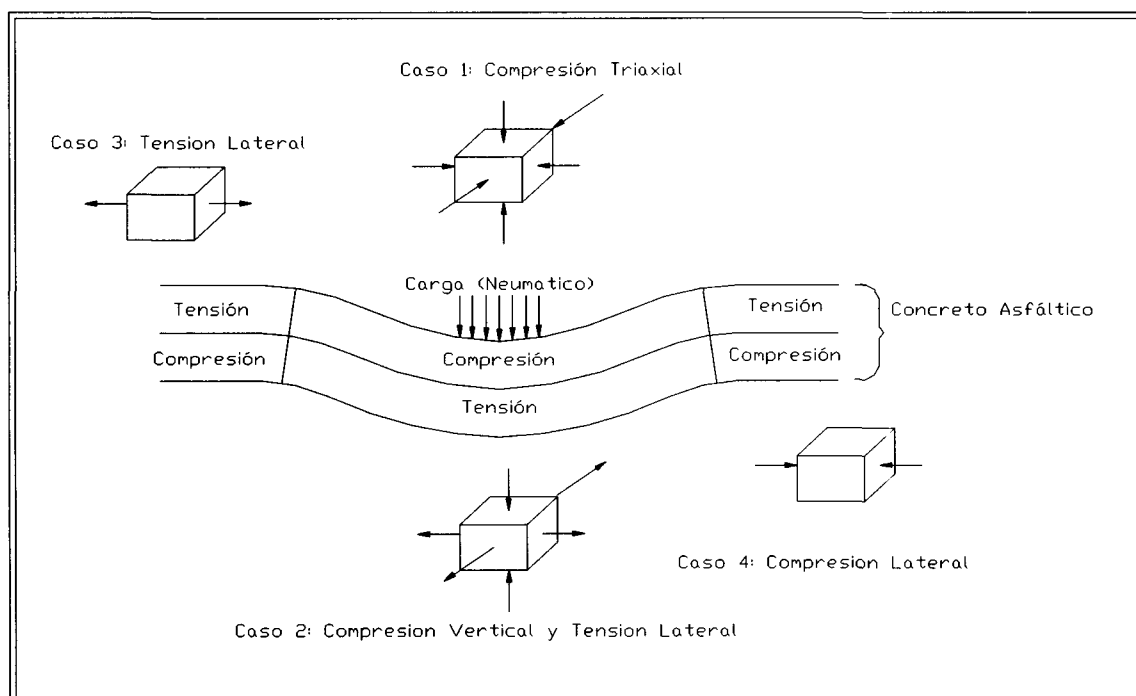 Caso 1: Compresión Triaxial
Caso 3: Tension Lateral
Carga (Neumatico)
Tensión
Tensión
Concreto Asfáltico
Compresión
Compresión
Compresión
Tensión
Caso 4: Compresion Lateral
Caso 2: Compresion Vertical y Tension Lateral